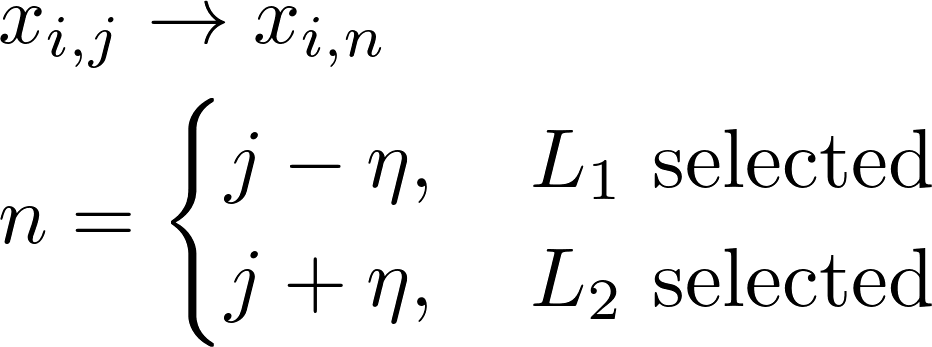 x_{i,j} → x_{i,n}
n = { j − η, L_1 selected
j + η, L_2 selected